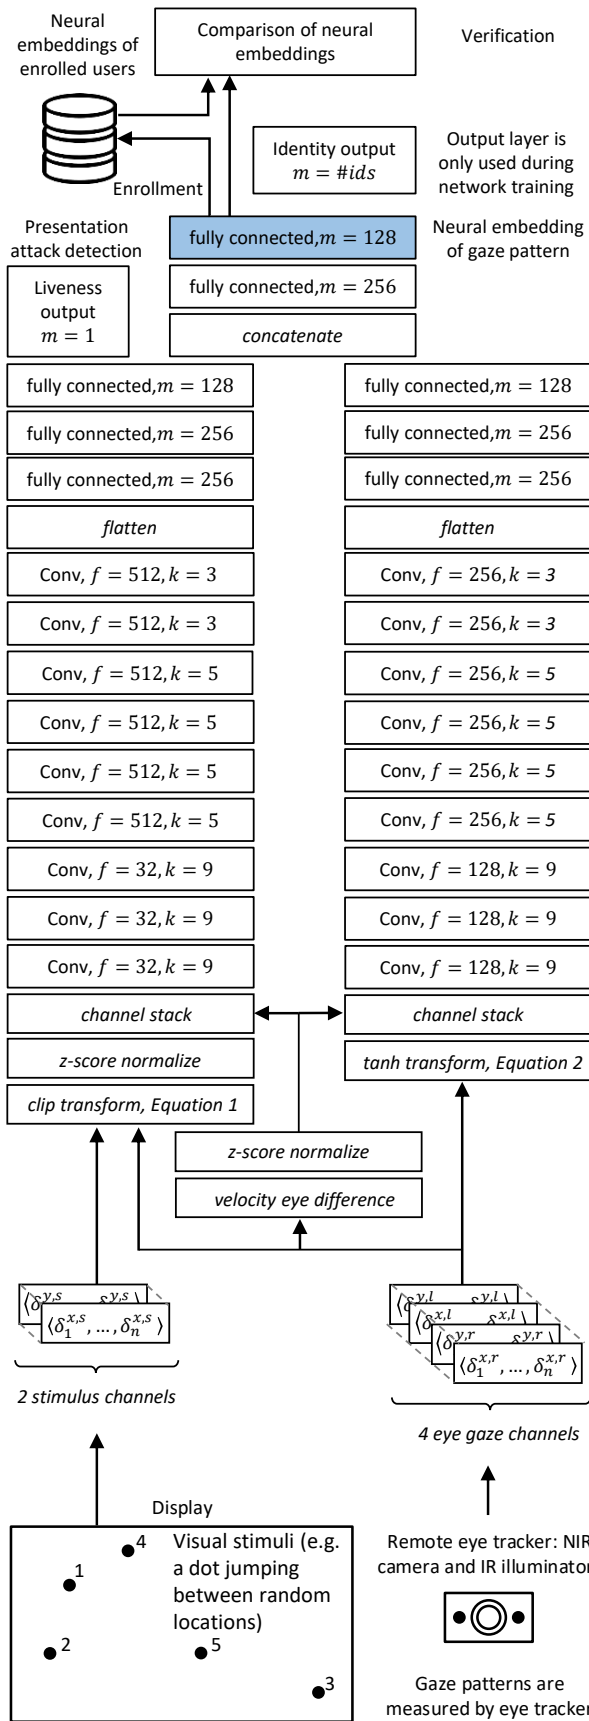 Neural
embeddings of
enrolled users
Comparison of neural
embeddings
Verification
Enrollment
Identity output
m = #ids
Output layer is
only used during
network training
Presentation
attack detection
fully connected,m = 128
Neural embedding
of gaze pattern
Liveness
output
m = 1
fully connected,m = 256
concatenate
fully connected,m = 128
fully connected,m = 128
fully connected,m = 256
fully connected,m = 256
fully connected,m = 256
fully connected,m = 256
flatten
flatten
Conv, f = 512, k = 3
Conv, f = 256, k = 3
Conv, f = 512, k = 3
Conv, f = 256, k = 3
Conv, f = 512, k = 5
Conv, f = 256, k = 5
Conv, f = 512, k = 5
Conv, f = 256, k = 5
Conv, f = 512, k = 5
Conv, f = 256, k = 5
Conv, f = 512, k = 5
Conv, f = 256, k = 5
Conv, f = 32, k = 9
Conv, f = 128, k = 9
Conv, f = 32, k = 9
Conv, f = 128, k = 9
Conv, f = 32, k = 9
Conv, f = 128, k = 9
channel stack
channel stack
z-score normalize
tanh transform, Equation 2
clip transform, Equation 1
z-score normalize
velocity eye difference
⟨δ^{y,s} δ^{y,s}⟩
⟨δ_1^{x,s}, …, δ_n^{x,s}⟩
⟨δ^{y,l} δ^{y,l}⟩
⟨δ^{x,l} δ^{x,l}⟩
⟨δ^{y,r} δ^{y,r}⟩
⟨δ_1^{x,r}, …, δ_n^{x,r}⟩
2 stimulus channels
4 eye gaze channels
Display
Visual stimuli (e.g.
a dot jumping
between random
locations)
4
1
2
5
3
Remote eye tracker: NIR
camera and IR illuminator
Gaze patterns are
measured by eye tracker